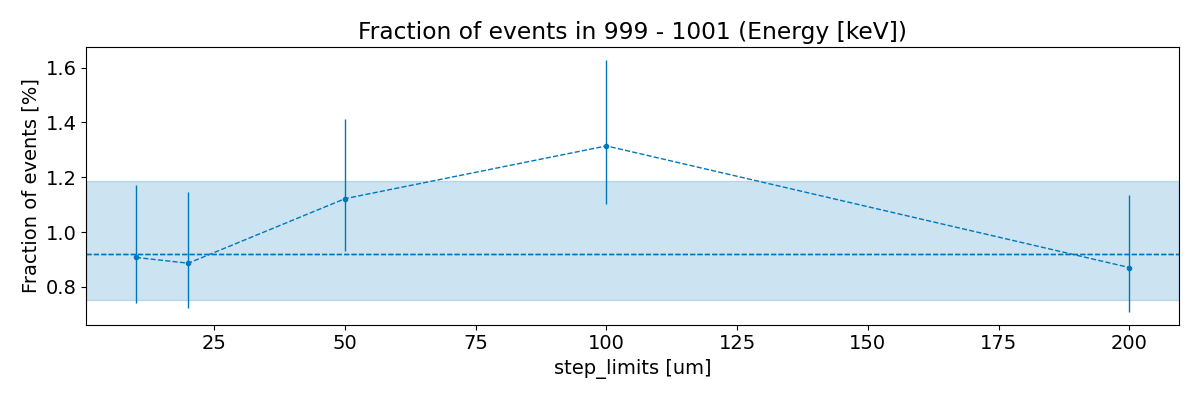 Fraction of events in 999 - 1001 (Energy [keV])
Fraction of events [%]
1.6
1.4
1.2
1.0
0.8
25 50 75 100 125 150 175 200
step_limits [um]